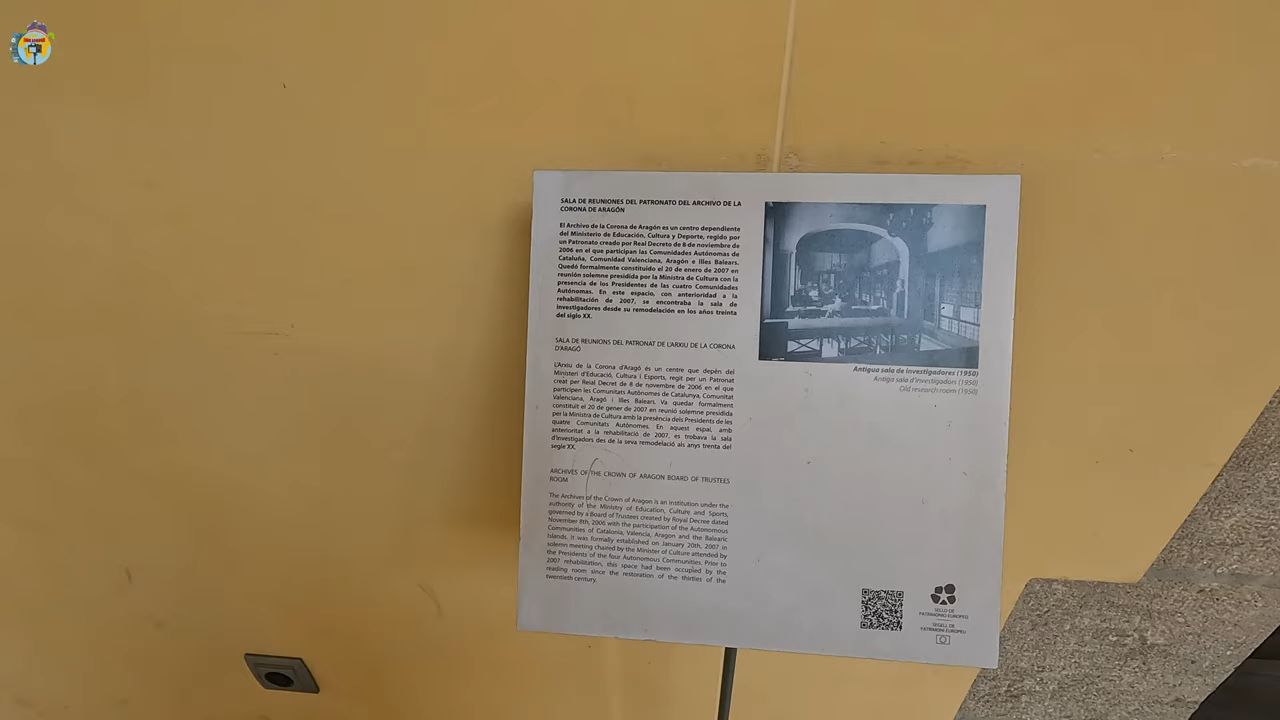 SALA DE REUNIONES DEL PATRONATO DEL ARCHIVO DE LA
CORONA DE ARAGÓN
El Archivo de la Corona de Aragón es un centro dependiente
del Ministerio de Educación, Cultura y Deporte, regido por
un Patronato creado por Real Decreto de 8 de noviembre de
2006 en el que participan las Comunidades Autónomas de
Cataluña, Comunidad Valenciana, Aragón e Illes Balears.
Quedó formalmente constituido el 20 de enero de 2007 en
reunión solemne presidida por la Ministra de Cultura con la
presencia de los Presidentes de las cuatro Comunidades
Autónomas. En este espacio, con anterioridad a la
rehabilitación de 2007, se encontraba la sala de
investigadores desde su remodelación en los años treinta
del siglo XX.
SALA DE REUNIONS DEL PATRONAT DE L'ARXIU DE LA CORONA
D'ARAGÓ
L'Arxiu de la Corona d'Aragó és un centre que depèn del
Ministeri d'Educació, Cultura i Esports, regit per un Patronat
creat per Reial Decret de 8 de novembre de 2006 en el que
participen les Comunitats Autònomes de Catalunya, Comunitat
Valenciana, Aragó i Illes Balears. Va quedar formalment
constituït el 20 de gener de 2007 en reunió solemne presidida
per la Ministra de Cultura amb la presència dels Presidents de les
quatre Comunitats Autònomes. En aquest espai, amb
anterioritat a la rehabilitació de 2007, es trobava la sala
d'investigadors des de la seva remodelació als anys trenta del
segle XX.
ARCHIVES OF THE CROWN OF ARAGON BOARD OF TRUSTEES
ROOM
The Archives of the Crown of Aragon is an institution under the
authority of the Ministry of Education, Culture and Sports,
governed by a Board of Trustees created by Royal Decree dated
November 8th, 2006 with the participation of the Autonomous
Communities of Catalonia, Valencia, Aragon and the Balearic
Islands. It was formally established on January 20th, 2007 in
solemn meeting chaired by the Minister of Culture attended by
the Presidents of the four Autonomous Communities. Prior to
2007 rehabilitation, this space had been occupied by the
reading room since the restoration of the thirties of the
twentieth century.
Antigua sala de investigadores (1950)
Antiga sala d'investigadors (1950)
Old research room (1950)
SELLO DE
PATRIMONIO EUROPEO
SEGELL DE
PATRIMONI EUROPEU